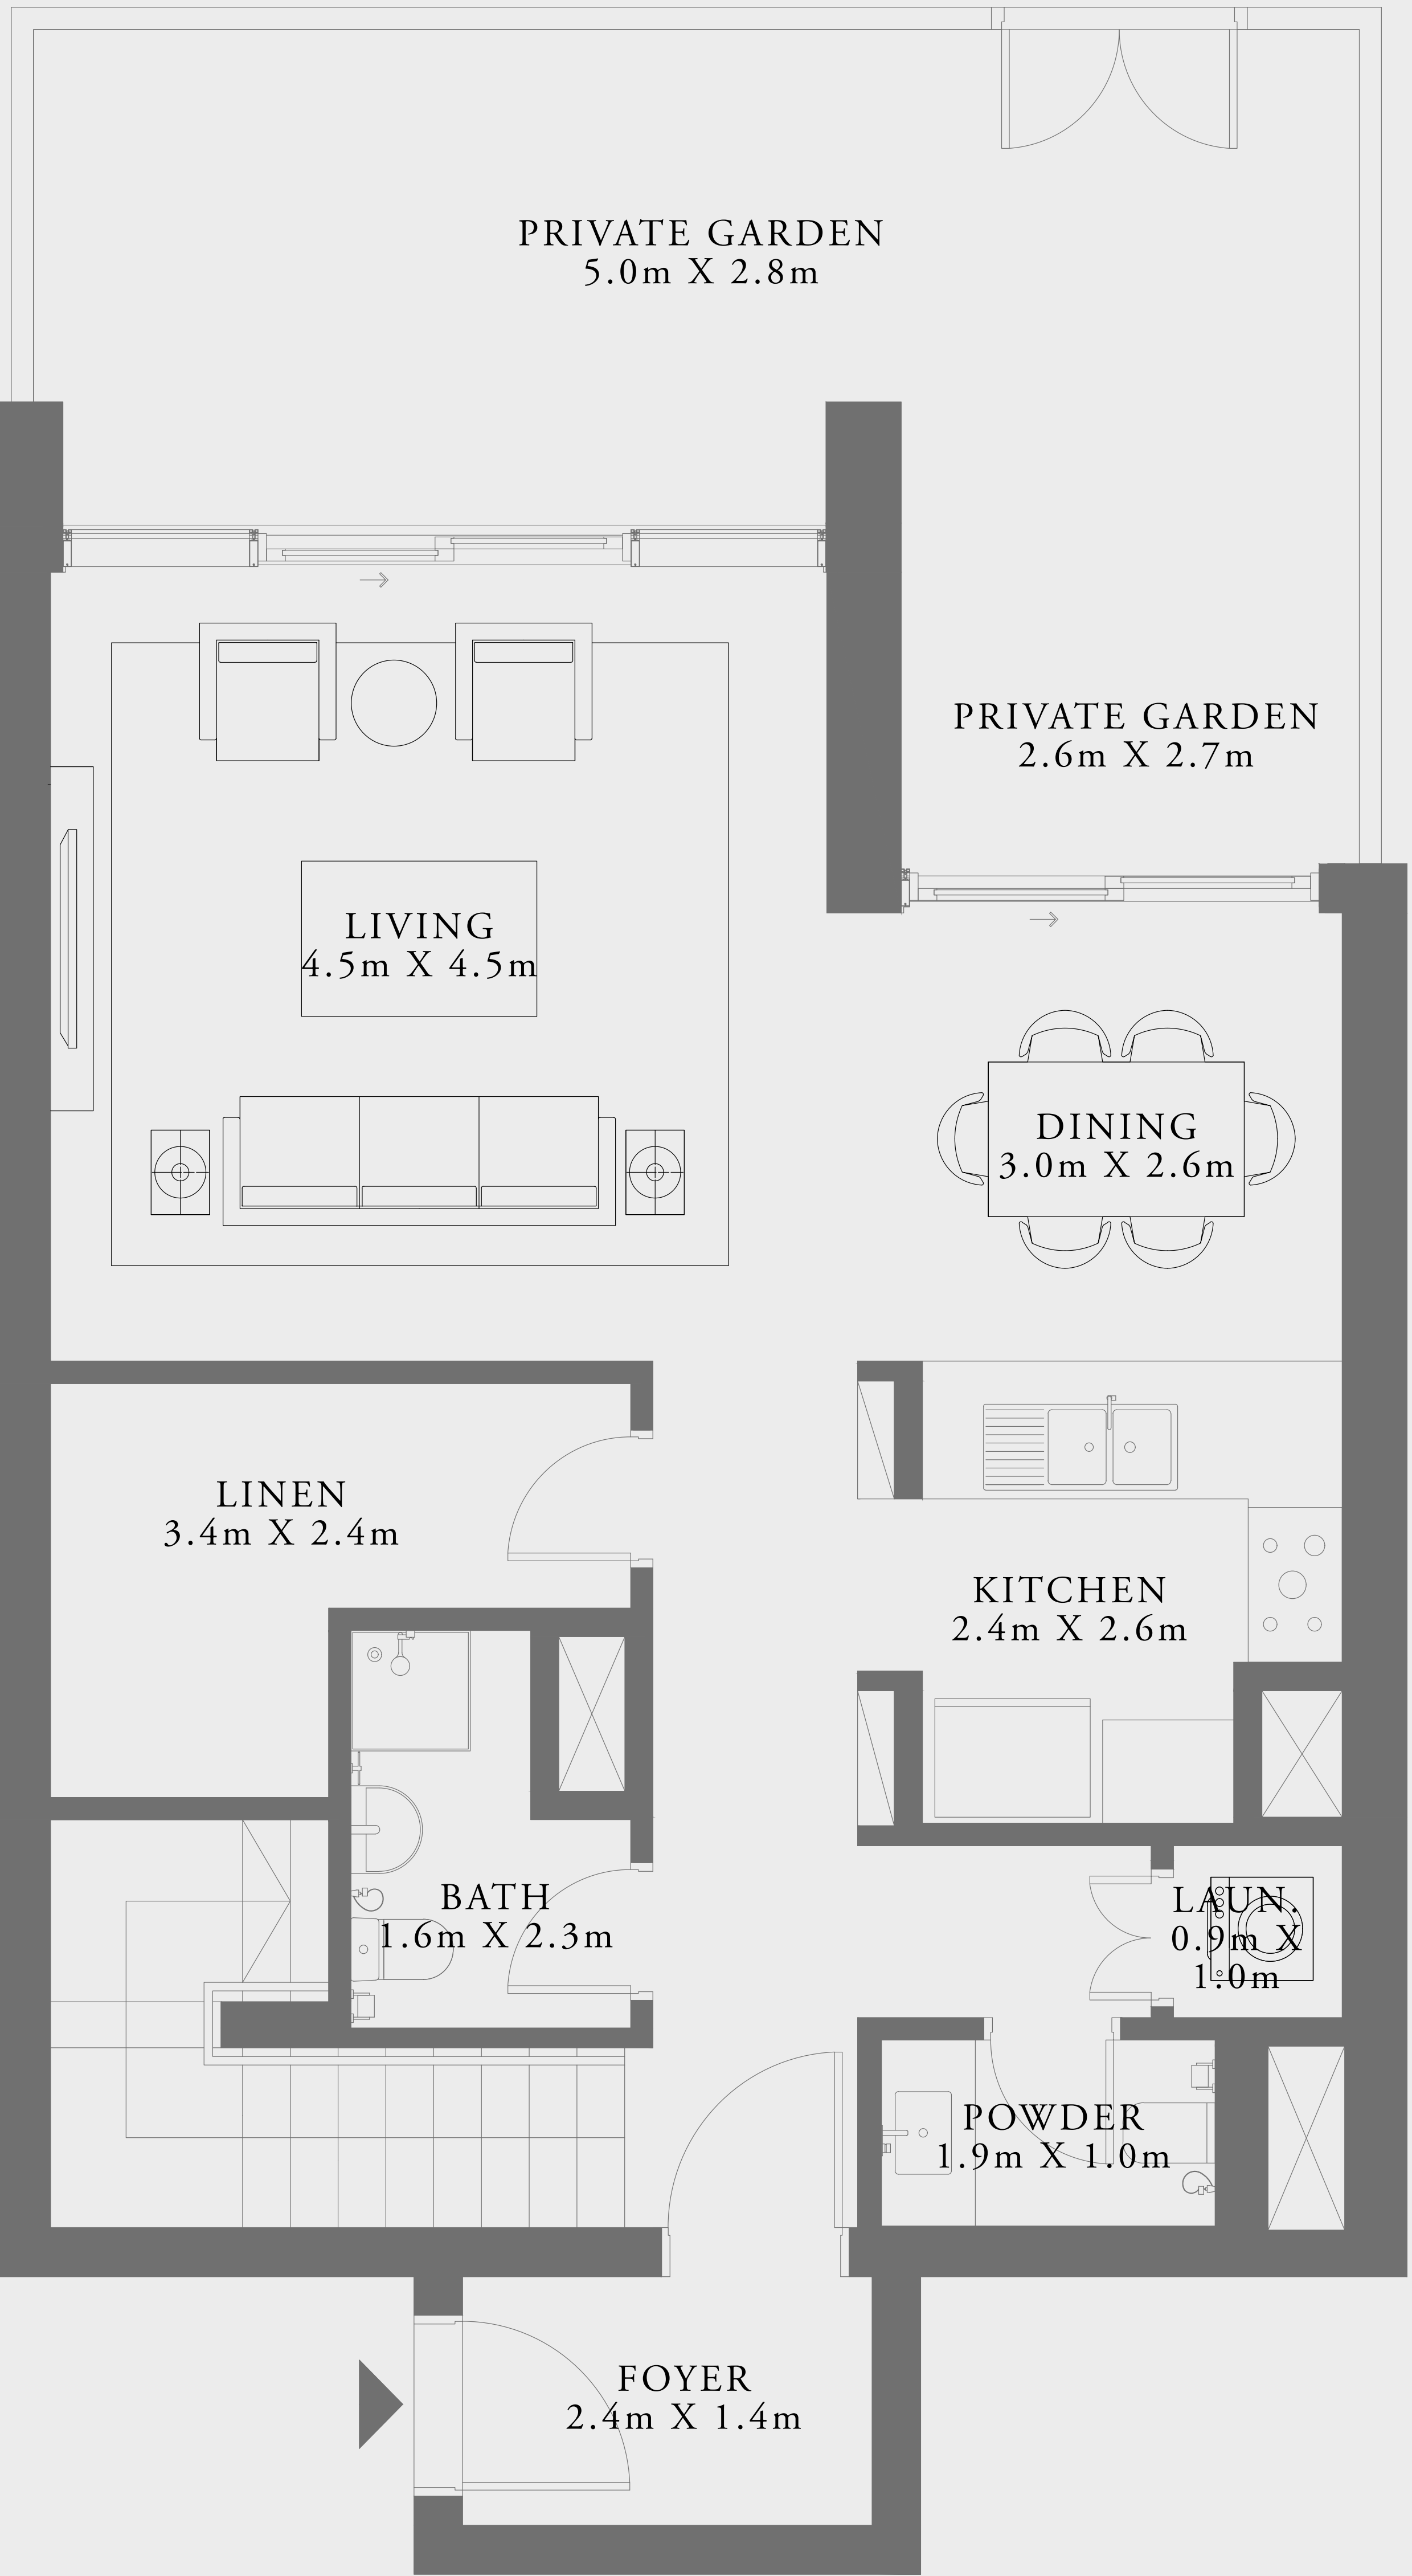 PRIVATE GARDEN
5.0m X 2.8m
PRIVATE GARDEN
2.6m X 2.7m
LIVING
4.5m X 4.5m
DINING
3.0m X 2.6m
LINEN
3.4m X 2.4m
KITCHEN
2.4m X 2.6m
BATH
1.6m X 2.3m
LAUN.
0.9m X
1.0m
POWDER
1.9m X 1.0m
FOYER
2.4m X 1.4m